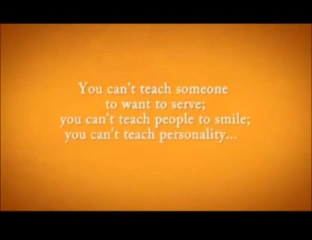 You can't teach someone
to want to serve;
you can't teach people to smile;
you can't teach personality...